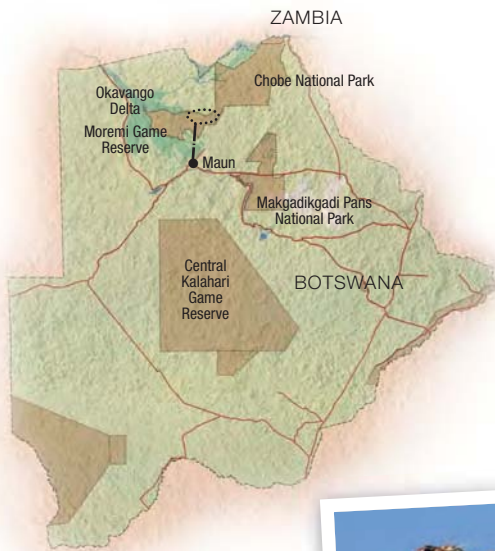 ZAMBIA
Chobe National Park
Okavango
Delta
Moremi Game
Reserve
Maun
Makgadikgadi Pans
National Park
Central
Kalahari
Game
Reserve
BOTSWANA